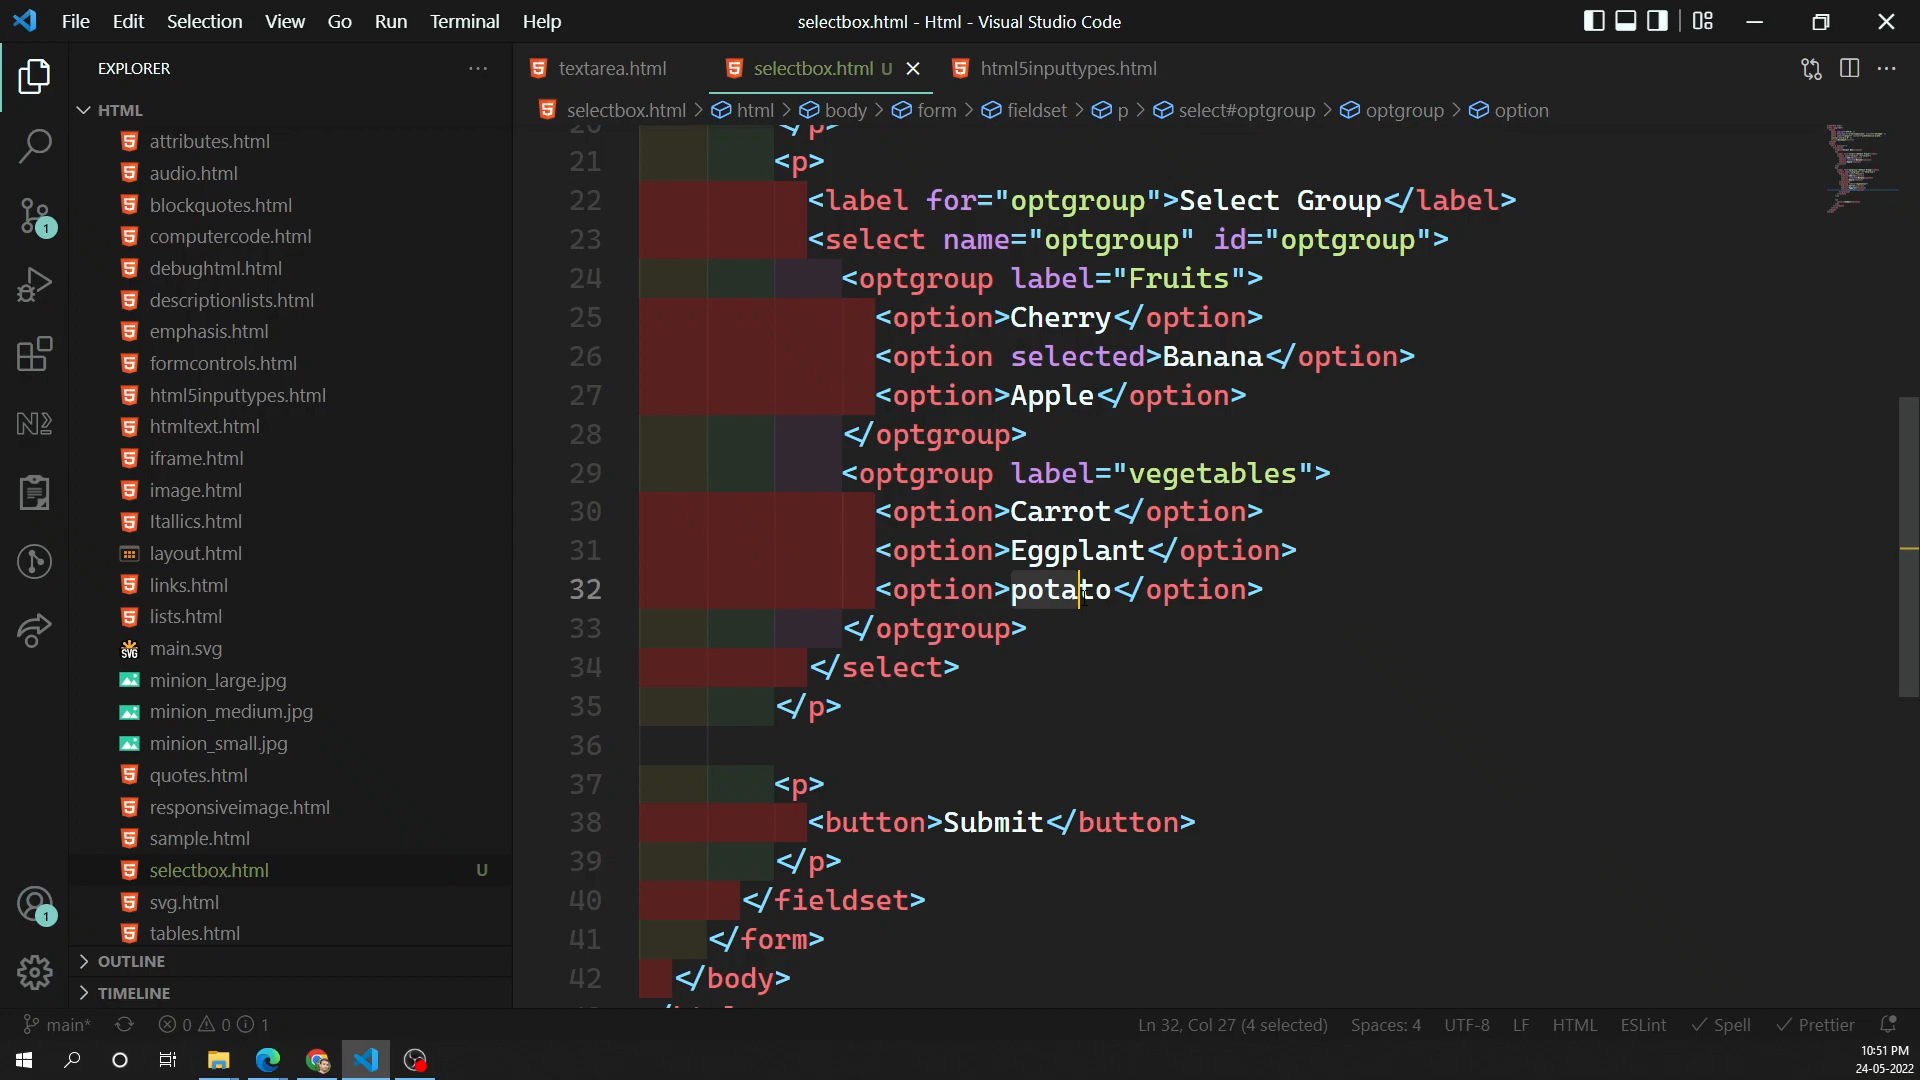 File Edit Selection View Go Run Terminal Help
selectbox.html - Html - Visual Studio Code
EXPLORER
HTML
attributes.html
audio.html
blockquotes.html
computercode.html
debughtml.html
descriptionlists.html
emphasis.html
formcontrols.html
html5inputtypes.html
htmltext.html
iframe.html
image.html
Itallics.html
layout.html
links.html
lists.html
main.svg
minion_large.jpg
minion_medium.jpg
minion_small.jpg
quotes.html
responsiveimage.html
sample.html
selectbox.html U
svg.html
tables.html
OUTLINE
TIMELINE
textarea.html selectbox.html U html5inputtypes.html
selectbox.html > html > body > form > fieldset > p > select#optgroup > optgroup > option
20 </p>
21 <p>
22 <label for="optgroup">Select Group</label>
23 <select name="optgroup" id="optgroup">
24 <optgroup label="Fruits">
25 <option>Cherry</option>
26 <option selected>Banana</option>
27 <option>Apple</option>
28 </optgroup>
29 <optgroup label="vegetables">
30 <option>Carrot</option>
31 <option>Eggplant</option>
32 <option>potato</option>
33 </optgroup>
34 </select>
35 </p>
36
37 <p>
38 <button>Submit</button>
39 </p>
40 </fieldset>
41 </form>
42 </body>
main* 0 0 1
Ln 32, Col 27 (4 selected) Spaces: 4 UTF-8 LF HTML ESLint Spell Prettier
10:51 PM
24-05-2022